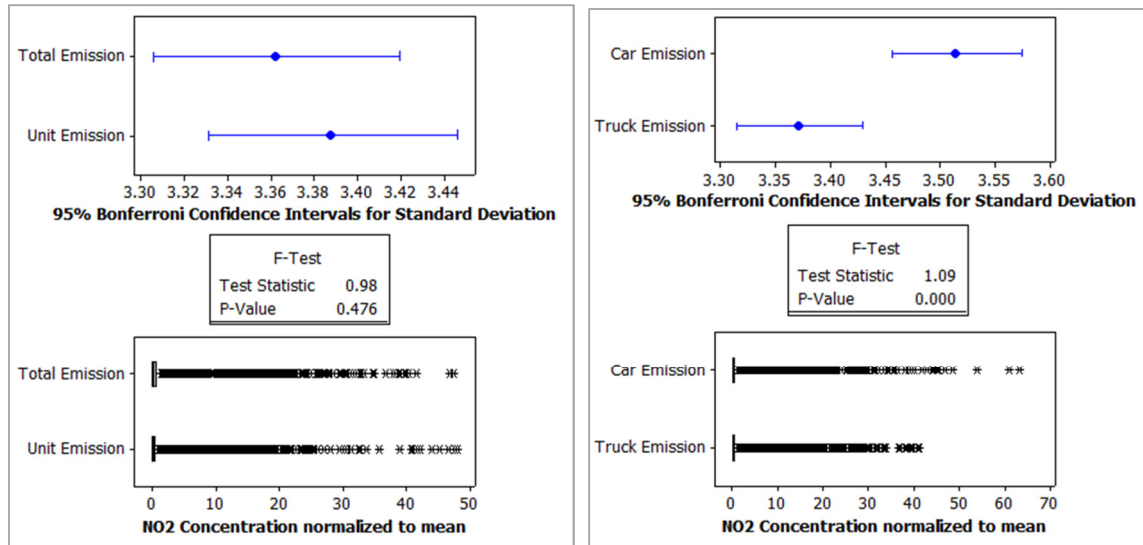 Total Emission
Unit Emission
3.30 3.32 3.34 3.36 3.38 3.40 3.42 3.44
95% Bonferroni Confidence Intervals for Standard Deviation
F-Test
Test Statistic 0.98
P-Value 0.476
Total Emission
Unit Emission
0 10 20 30 40 50
NO2 Concentration normalized to mean
Car Emission
Truck Emission
3.30 3.40 3.45 3.50 3.55 3.60
95% Bonferroni Confidence Intervals for Standard Deviation
F-Test
Test Statistic 1.09
P-Value 0.000
Car Emission
Truck Emission
0 10 20 30 40 50 60 70
NO2 Concentration normalized to mean